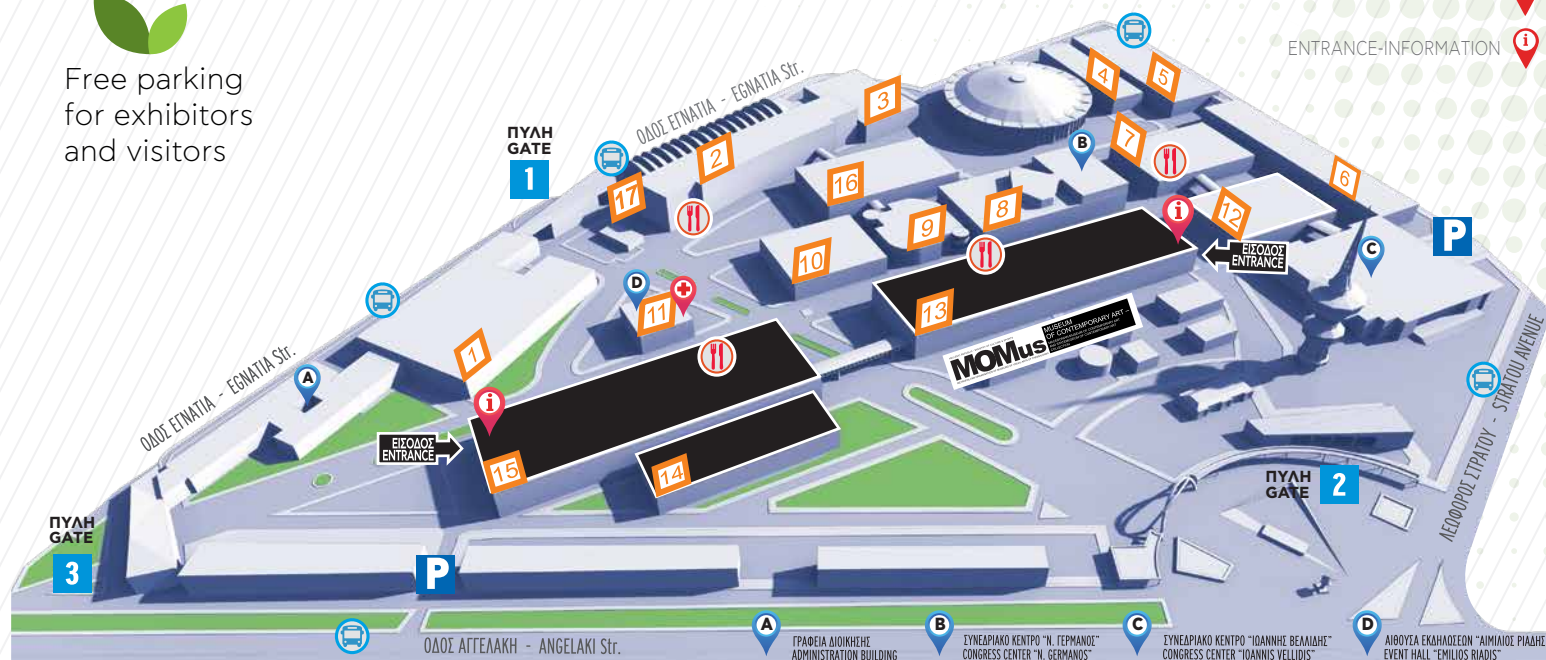 Free parking
for exhibitors
and visitors
ENTRANCE-INFORMATION
i
ΟΔΟΣ ΕΓΝΑΤΙΑ - EGNATIA Str.
ΠΥΛΗ
GATE
1
2
3
4
5
6
7
B
17
16
8
9
10
12
i
ΕΙΣΟΔΟΣ
ENTRANCE
C
P
D
11
13
MOMus
MUSEUM
OF CONTEMPORARY ART –
1
A
ΟΔΟΣ ΕΓΝΑΤΙΑ - EGNATIA Str.
i
ΕΙΣΟΔΟΣ
ENTRANCE
15
14
ΠΥΛΗ
GATE
2
ΛΕΩΦΟΡΟΣ ΣΤΡΑΤΟΥ - STRATOU AVENUE
ΠΥΛΗ
GATE
3
P
ΟΔΟΣ ΑΓΓΕΛΑΚΗ - ANGELAKI Str.
A
ΓΡΑΦΕΙΑ ΔΙΟΙΚΗΣΗΣ
ADMINISTRATION BUILDING
B
ΣΥΝΕΔΡΙΑΚΟ ΚΕΝΤΡΟ "Ν. ΓΕΡΜΑΝΟΣ"
CONGRESS CENTER "N. GERMANOS"
C
ΣΥΝΕΔΡΙΑΚΟ ΚΕΝΤΡΟ "ΙΩΑΝΝΗΣ ΒΕΛΛΙΔΗΣ"
CONGRESS CENTER "IOANNIS VELLIDIS"
D
ΑΙΘΟΥΣΑ ΕΚΔΗΛΩΣΕΩΝ "ΑΙΜΙΛΙΟΣ ΡΙΑΔΗΣ
EVENT HALL "EMILIOS RIADIS"